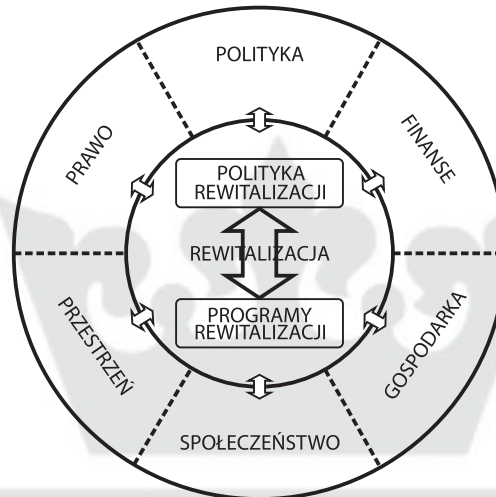 POLITYKA
PRAWO
FINANSE
POLITYKA
REWITALIZACJI
REWITALIZACJA
PROGRAMY
REWITALIZACJI
PRZESTRZEŃ
GOSPODARKA
SPOŁECZEŃSTWO